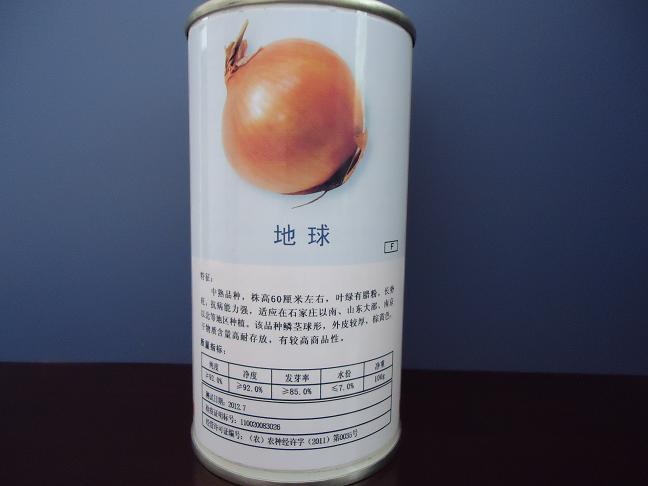 地球
F
特征：
中熟品种，株高60厘米左右，叶绿有腊粉，长势
旺，抗病能力强，适应在石家庄以南、山东大部、南京
以北等地区种植。该品种鳞茎球形，外皮较厚，棕黄色，
干物质含量高耐存放，有较高商品性。
质量指标：
纯度 净度 发芽率 水份 净重
≥92.0% ≥85.0% ≤7.0% 100g
测试日期：2012.7
检疫证明编号：110020083026
经营许可证编号：（农）农种经许字（2011）第0035号